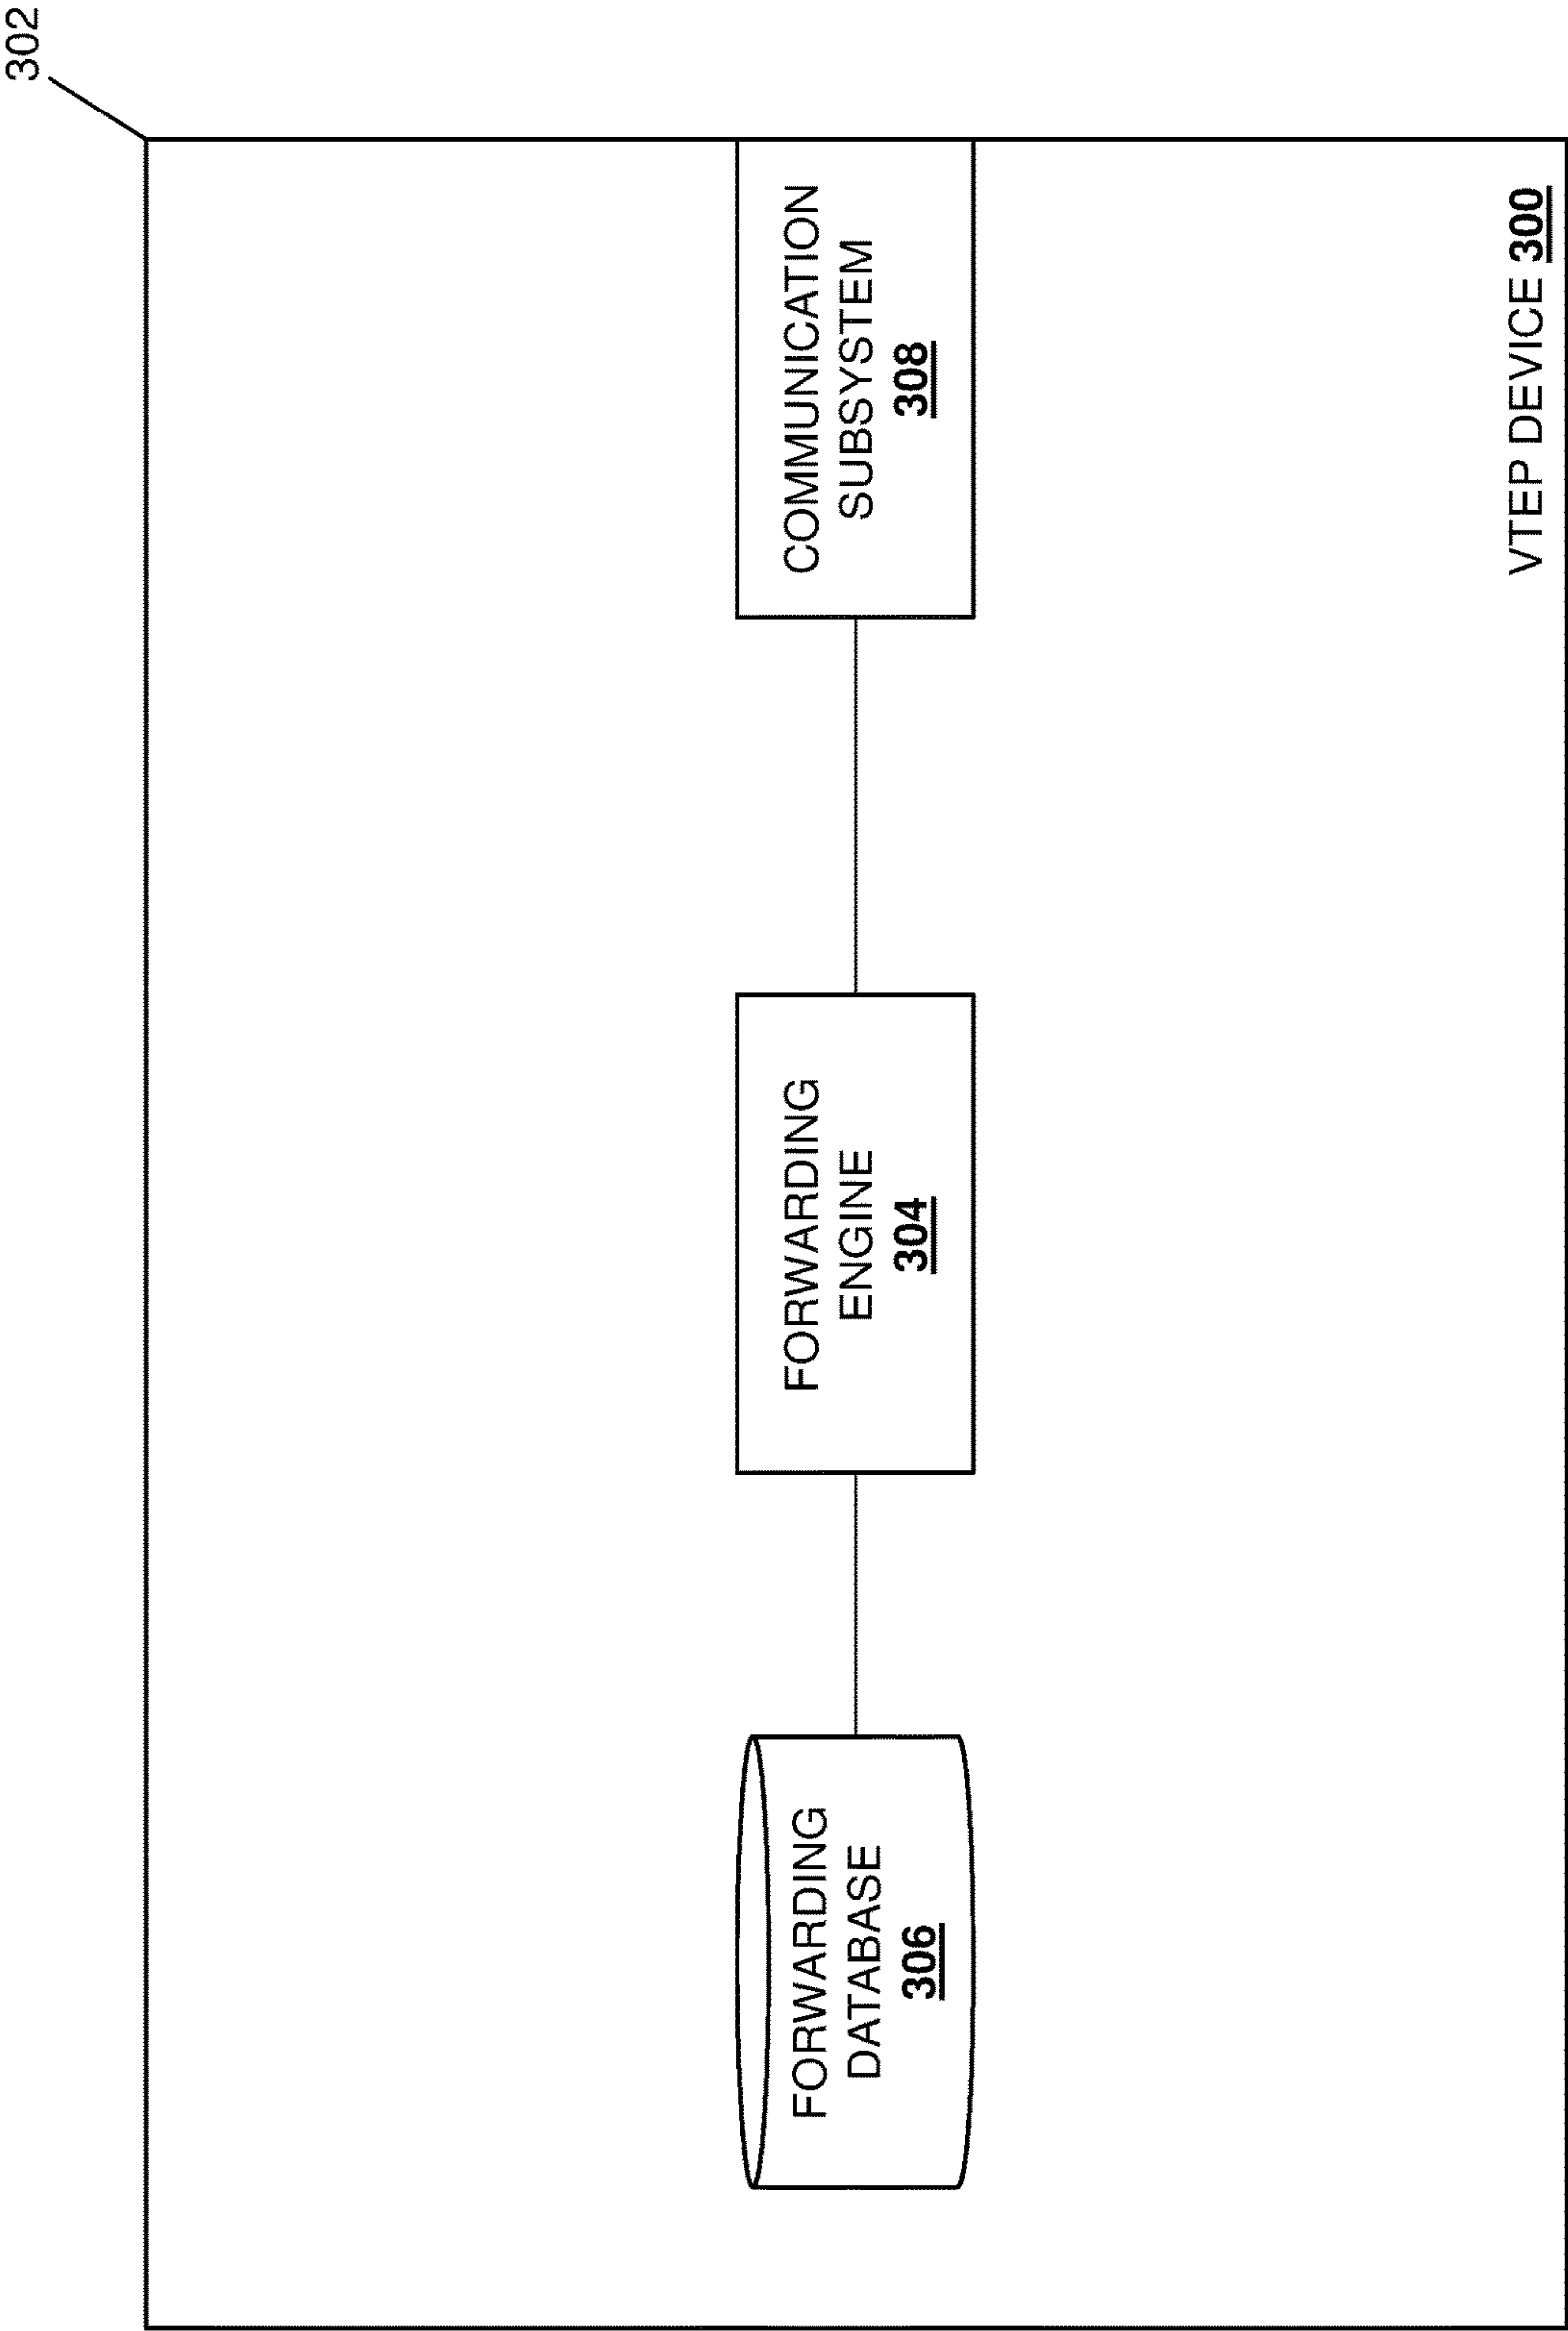 302
FORWARDING
DATABASE
306
FORWARDING
ENGINE
304
COMMUNICATION
SUBSYSTEM
308
VTEP DEVICE 300